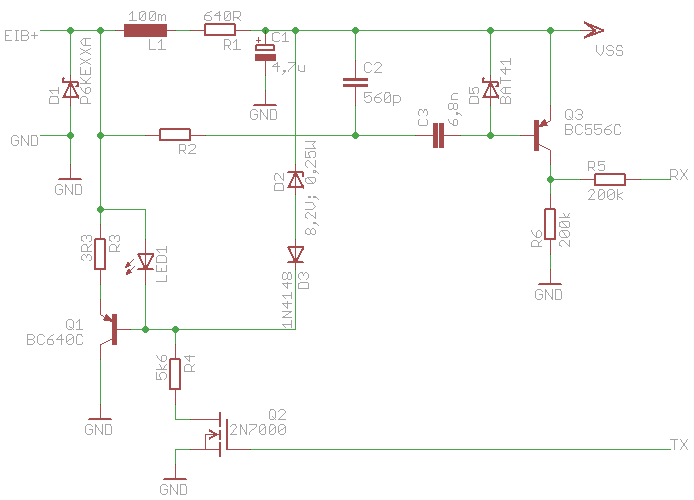 EIB+
100m
L1
640R
R1
C1
4,7u
GND
VSS
D1
P6KEXXA
C2
560p
C3
6,8n
D5
BAT41
Q3
BC556C
GND
GND
R2
D2
8,2V; 0,25W
R5
200k
RX
R6
200k
GND
3R3
R3
LED1
1N4148
D3
Q1
BC640C
5k6
R4
GND
Q2
2N7000
TX
GND